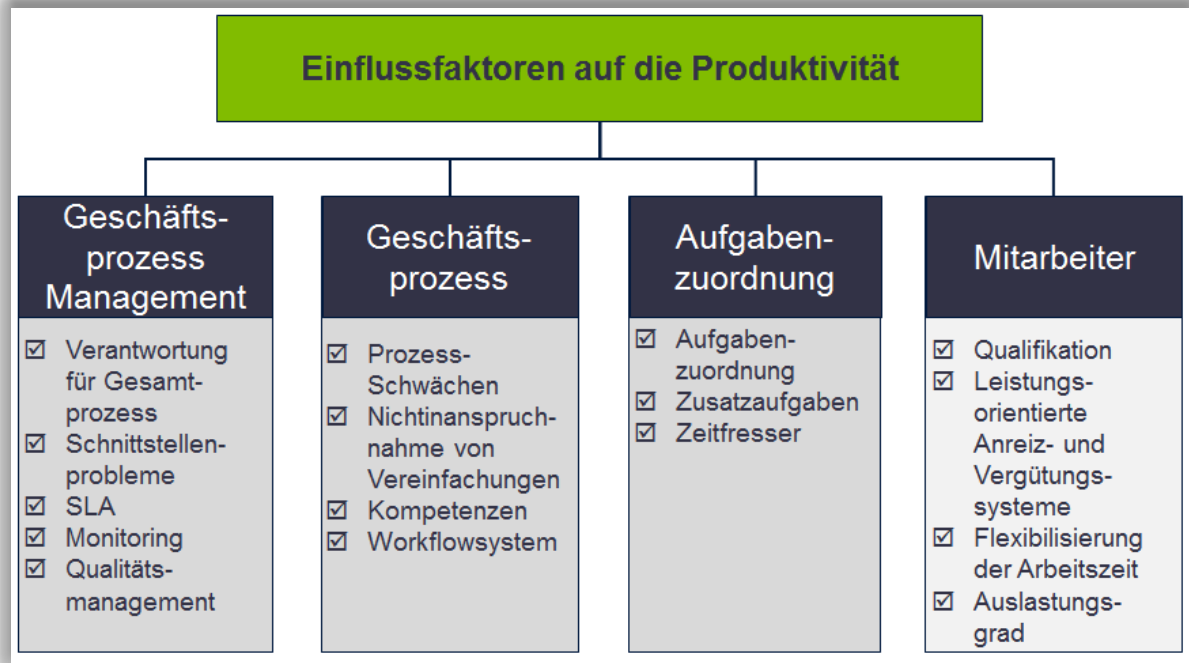 Einflussfaktoren auf die Produktivität
Geschäfts-
prozess
Management
☑ Verantwortung
für Gesamt-
prozess
☑ Schnittstellen-
probleme
☑ SLA
☑ Monitoring
☑ Qualitäts-
management
Geschäfts-
prozess
☑ Prozess-
Schwächen
☑ Nichtinanspruch-
nahme von
Vereinfachungen
☑ Kompetenzen
☑ Workflowsystem
Aufgaben-
zuordnung
☑ Aufgaben-
zuordnung
☑ Zusatzaufgaben
☑ Zeitfresser
Mitarbeiter
☑ Qualifikation
☑ Leistungs-
orientierte
Anreiz- und
Vergütungs-
systeme
☑ Flexibilisierung
der Arbeitszeit
☑ Auslastungs-
grad